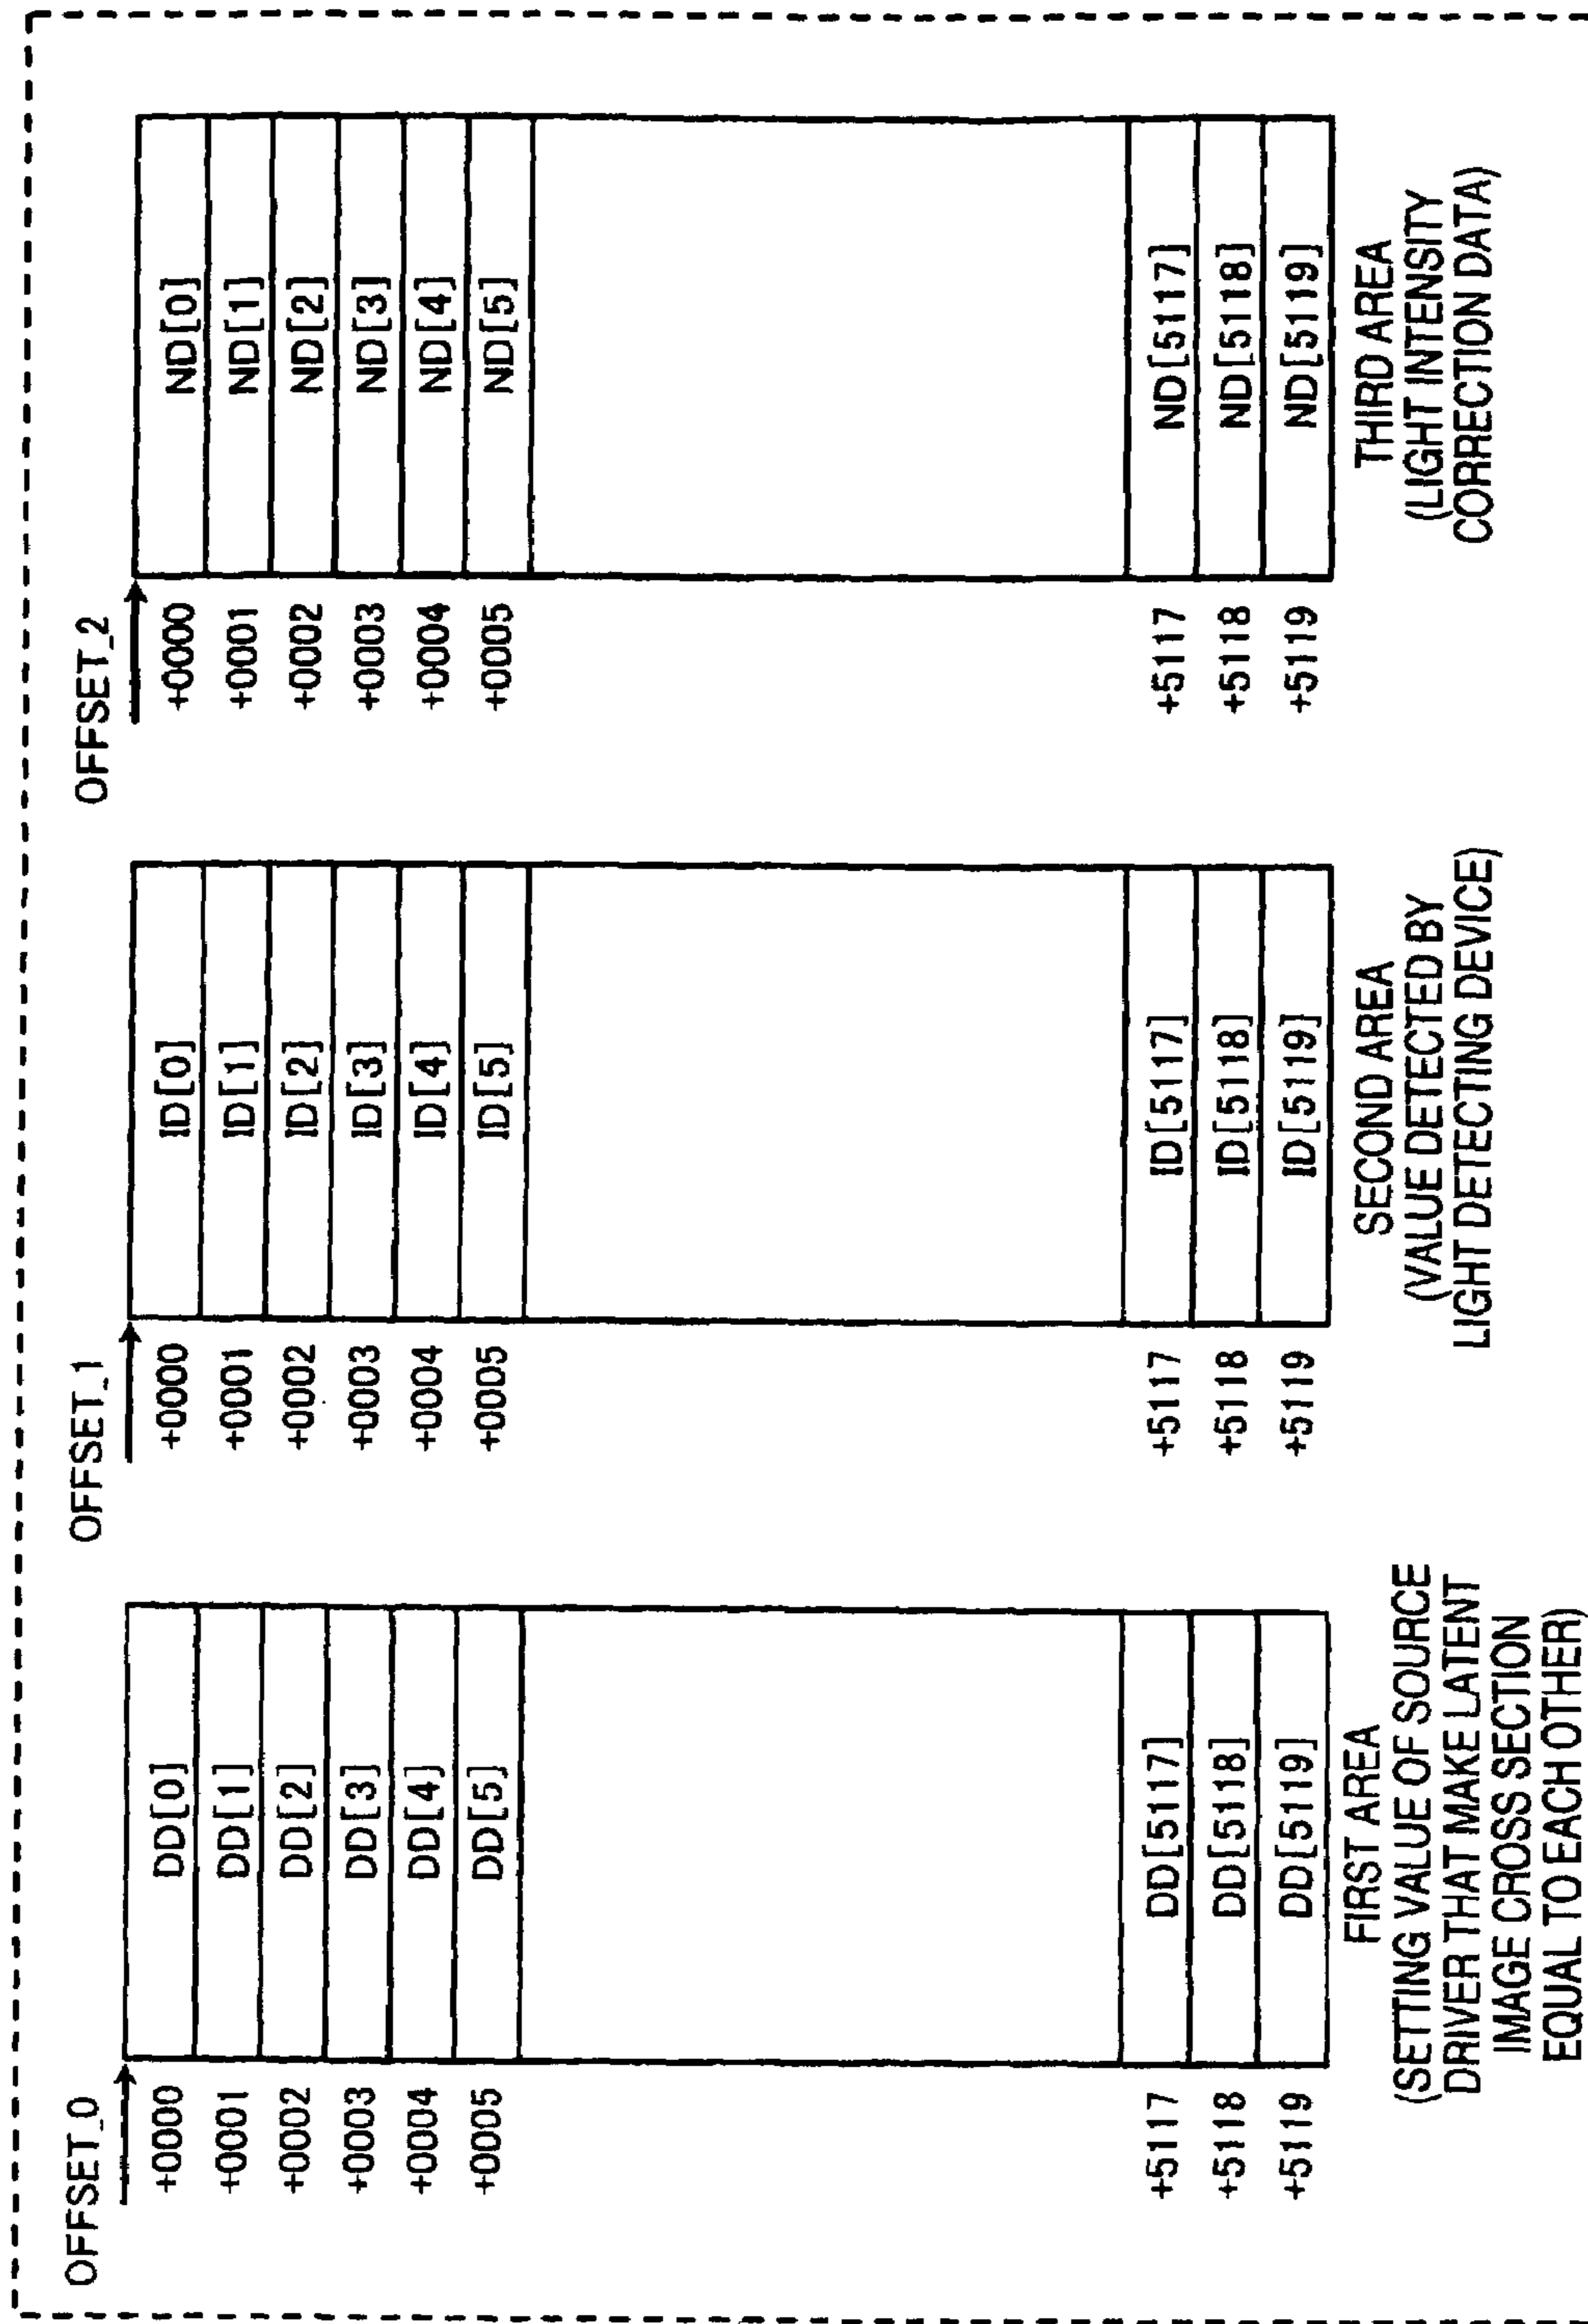 OFFSET_0
+0000 DD[0]
+0001 DD[1]
+0002 DD[2]
+0003 DD[3]
+0004 DD[4]
+0005 DD[5]
+5117 DD[5117]
+5118 DD[5118]
+5119 DD[5119]
FIRST AREA
(SETTING VALUE OF SOURCE
DRIVER THAT MAKE LATENT
IMAGE CROSS SECTION
EQUAL TO EACH OTHER)
OFFSET_1
+0000 ID[0]
+0001 ID[1]
+0002 ID[2]
+0003 ID[3]
+0004 ID[4]
+0005 ID[5]
+5117 ID[5117]
+5118 ID[5118]
+5119 ID[5119]
SECOND AREA
(VALUE DETECTED BY
LIGHT DETECTING DEVICE)
OFFSET_2
+0000 ND[0]
+0001 ND[1]
+0002 ND[2]
+0003 ND[3]
+0004 ND[4]
+0005 ND[5]
+5117 ND[5117]
+5118 ND[5118]
+5119 ND[5119]
THIRD AREA
(LIGHT INTENSITY
CORRECTION DATA)